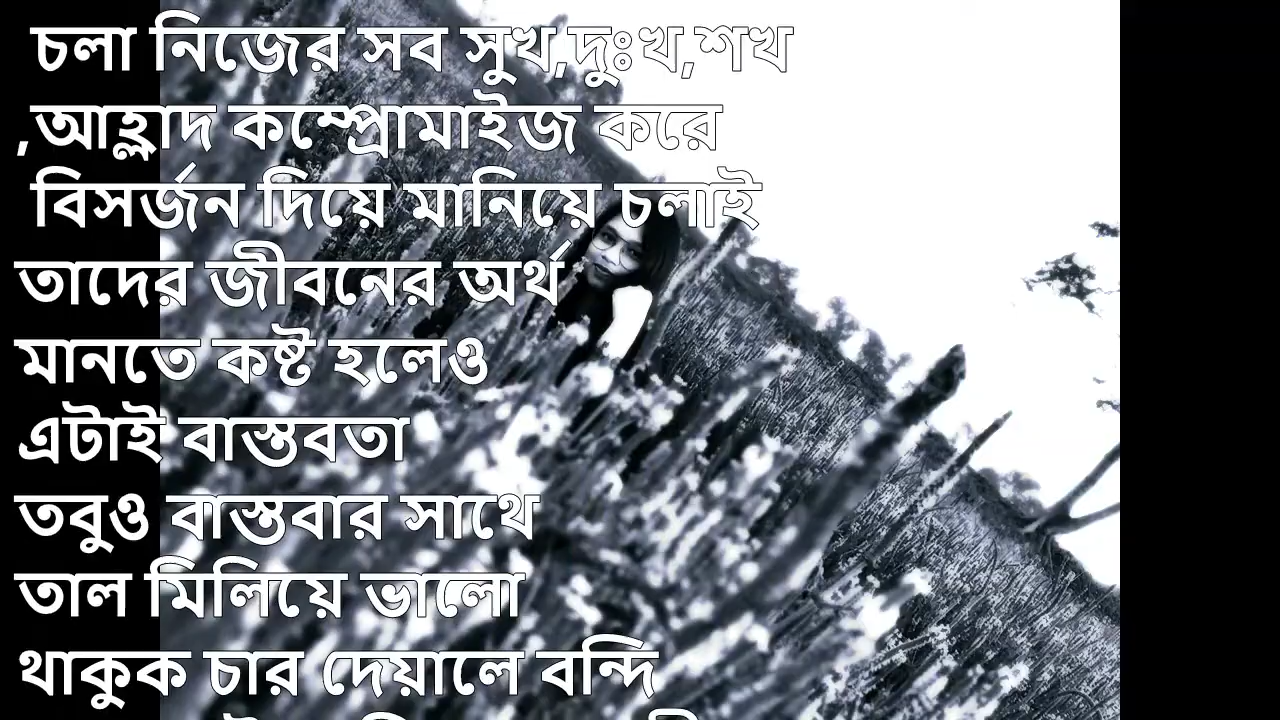 চলা নিজের সব সুখ,দুঃখ,শখ
,আহ্লাদ কম্প্রোমাইজ করে
বিসর্জন দিয়ে মানিয়ে চলাই
তাদের জীবনের অর্থ
মানতে কষ্ট হলেও
এটাই বাস্তবতা
তবুও বাস্তবার সাথে
তাল মিলিয়ে ভালো
থাকুক চার দেয়ালে বন্দি